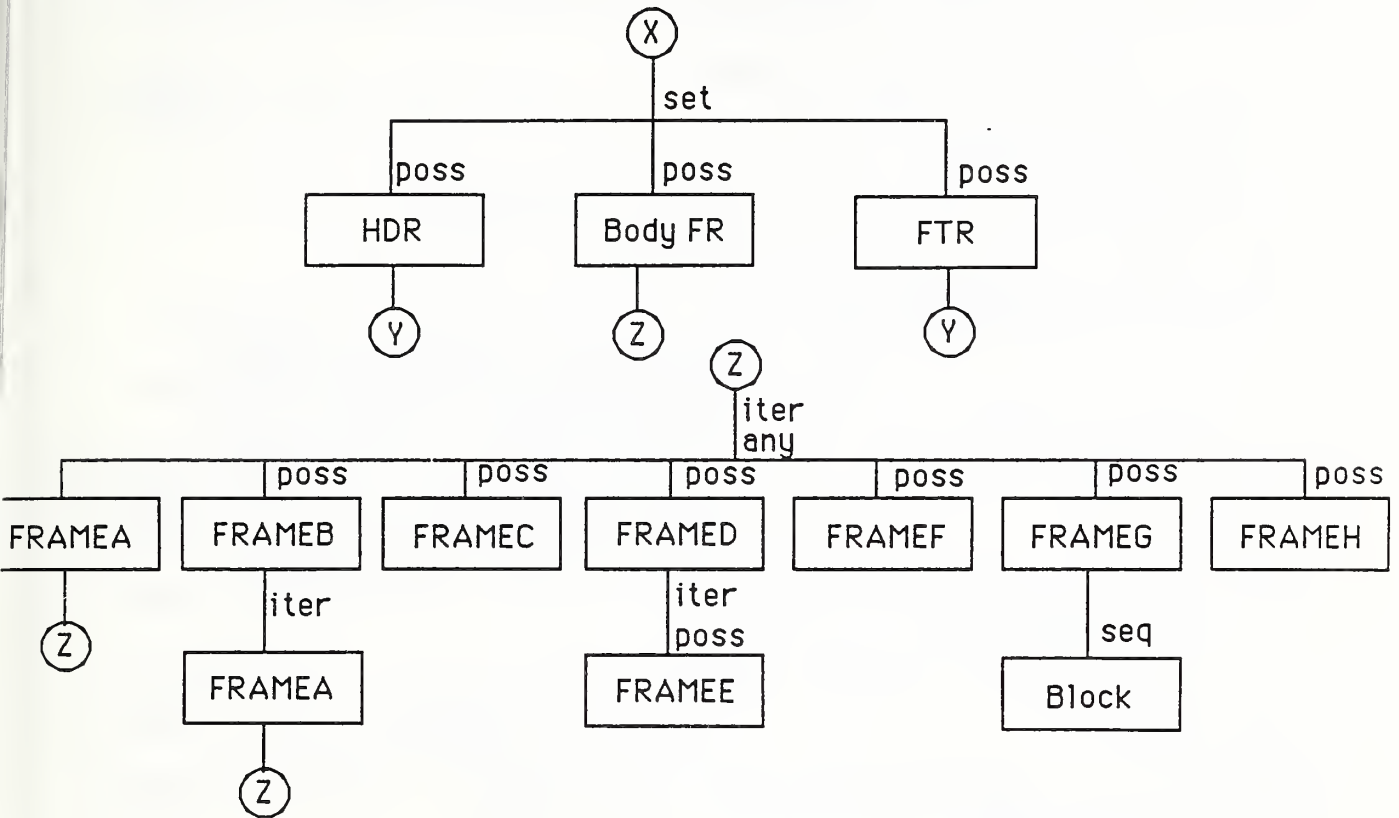 X
set
poss poss poss
HDR Body FR FTR
Y Z Y
Z
iter
any
poss poss poss poss poss poss
FRAMEA FRAMEB FRAMEC FRAMED FRAMEF FRAMEG FRAMEH
iter iter
poss
seq
Z
FRAMEA FRAMEE Block
Z